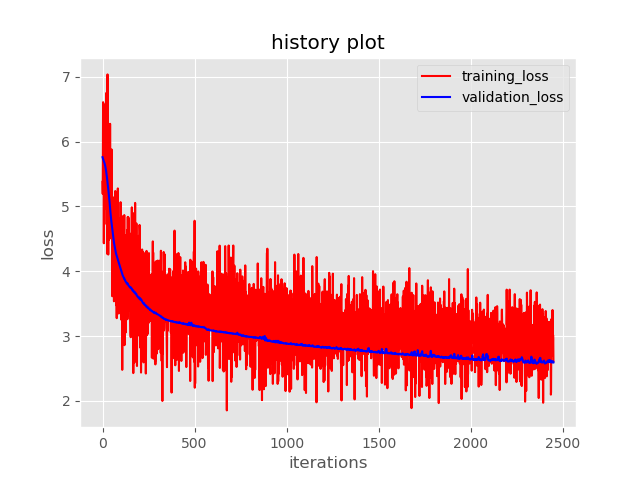 history plot
training_loss
validation_loss
loss
7
6
5
4
3
2
0 500 1000 1500 2000 2500
iterations